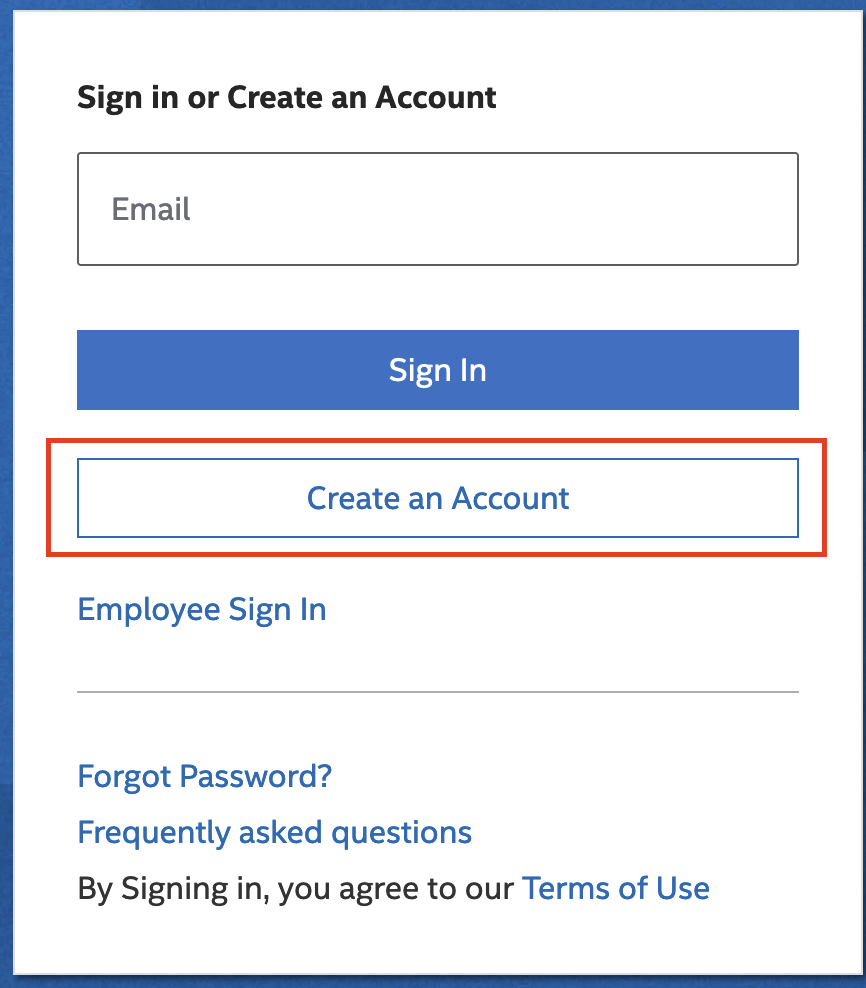 Sign in or Create an Account
Email
Sign In
Create an Account
Employee Sign In
Forgot Password?
Frequently asked questions
By Signing in, you agree to our Terms of Use